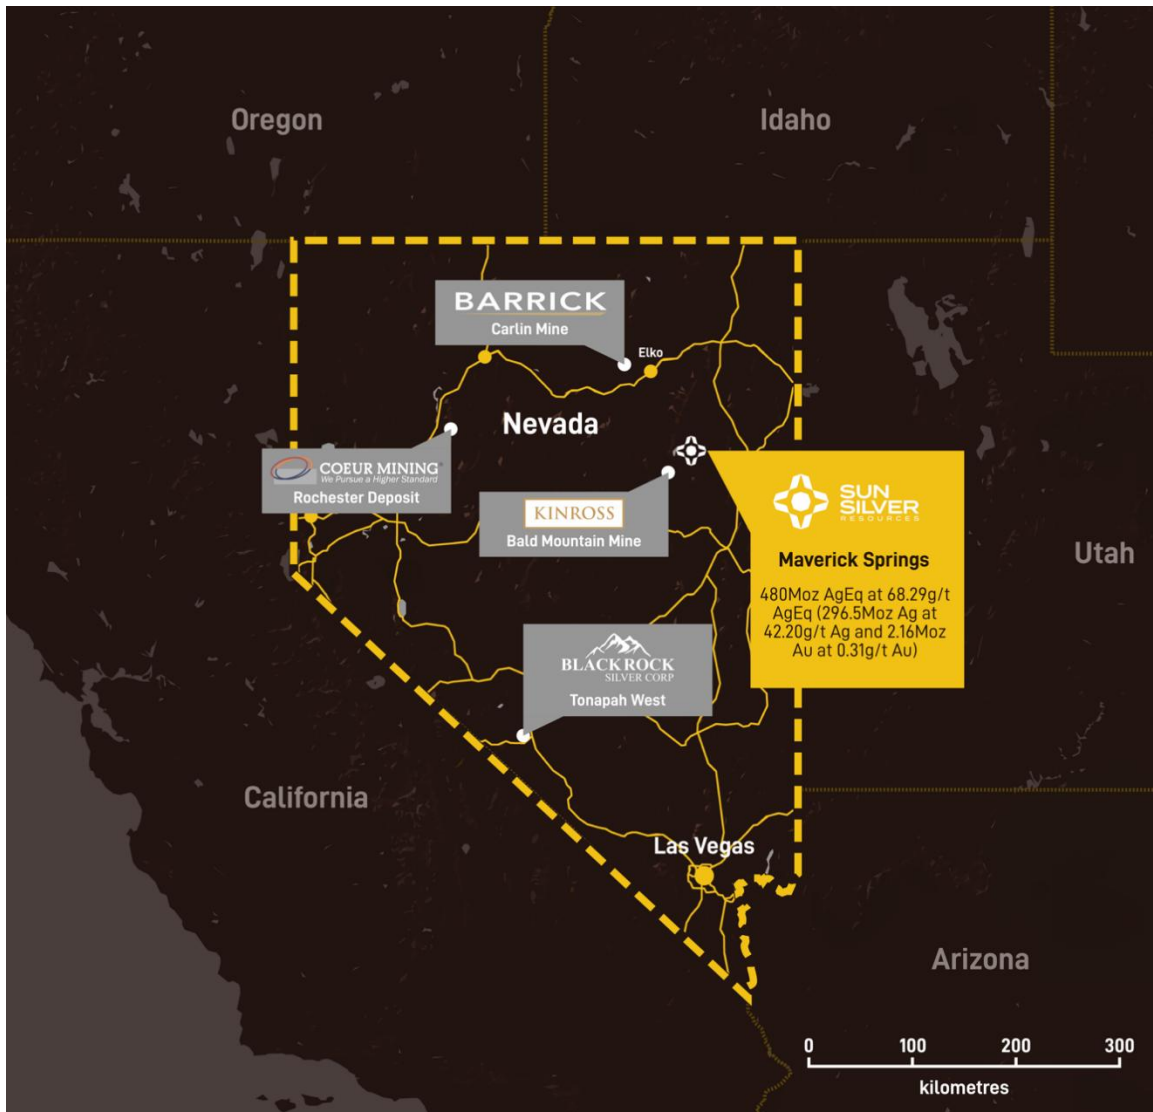 Oregon
Idaho
BARRICK
Carlin Mine
Elko
Nevada
COEUR MINING®
We Pursue a Higher Standard
Rochester Deposit
KINROSS
Bald Mountain Mine
SUN
SILVER
RESOURCES
Maverick Springs
480Moz AgEq at 68.29g/t
AgEq (296.5Moz Ag at
42.20g/t Ag and 2.16Moz
Au at 0.31g/t Au)
Utah
BLACKROCK
SILVER CORP
Tonapah West
California
Las Vegas
Arizona
0 100 200 300
kilometres